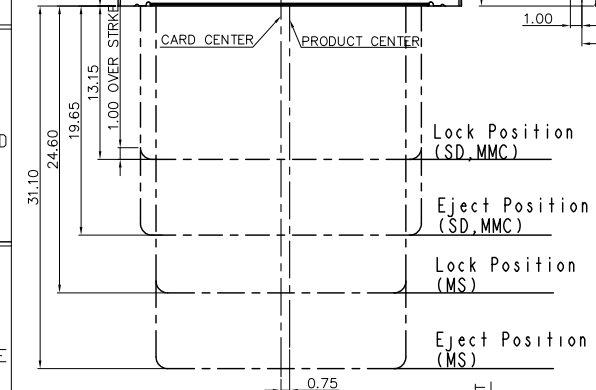 1.00
CARD CENTER
PRODUCT CENTER
13.15
1.00 OVER STRKE
19.65
24.60
31.10
Lock Position
(SD,MMC)
Eject Position
(SD,MMC)
Lock Position
(MS)
Eject Position
(MS)
0.75
D
E